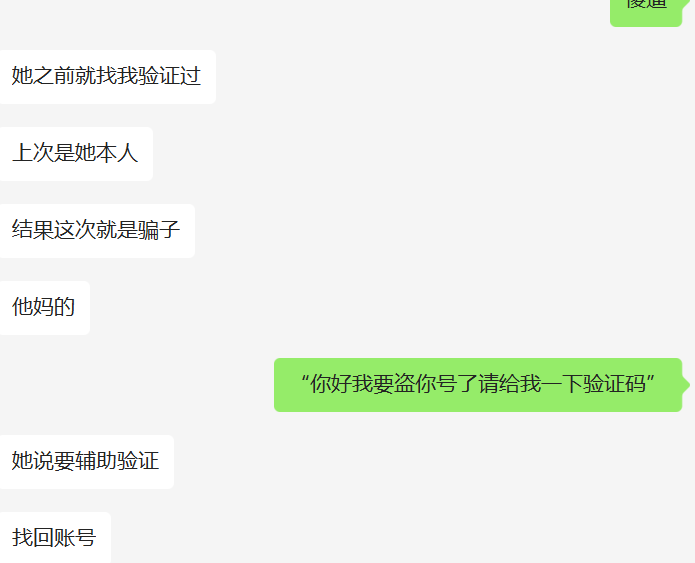 她之前就找我验证过
上次是她本人
结果这次就是骗子
他妈的
“你好我要盗你号了请给我一下验证码”
她说要辅助验证
找回账号